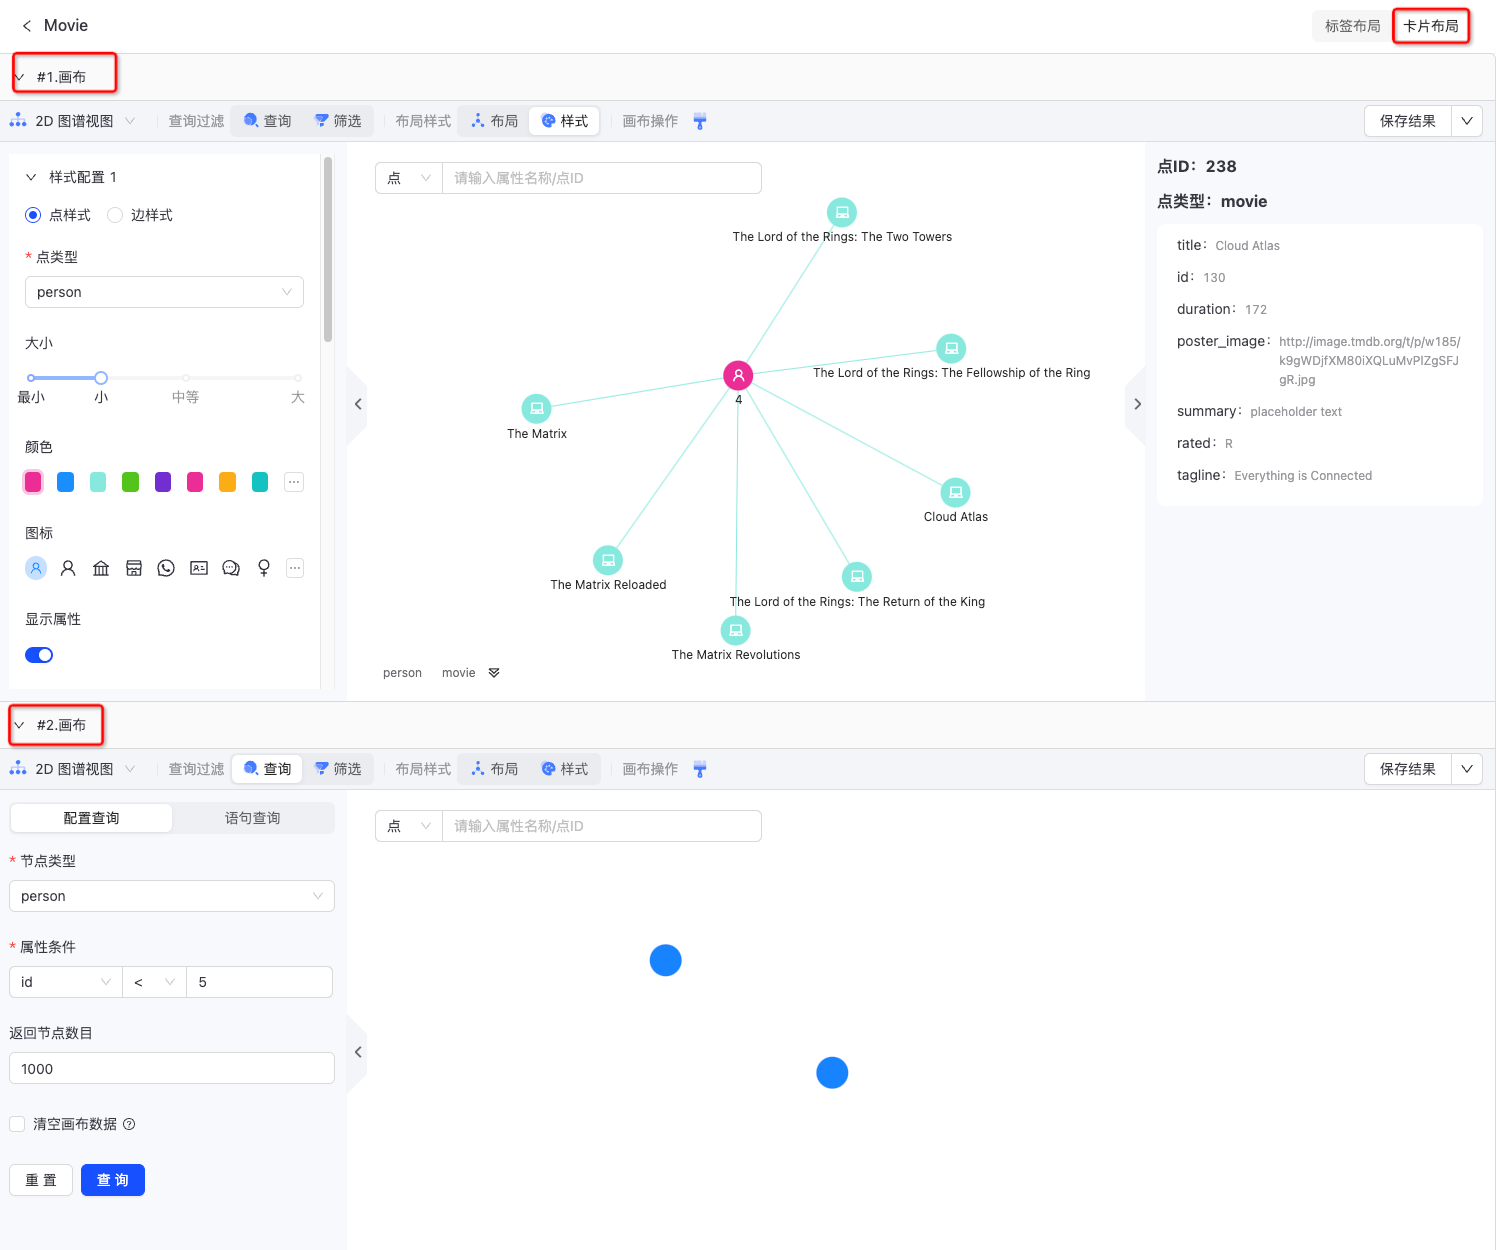 Movie
标签布局
卡片布局
#1.画布
2D 图谱视图
查询过滤
查询
筛选
布局样式
布局
样式
画布操作
保存结果
样式配置 1
点样式
边样式
* 点类型
person
大小
最小
小
中等
大
颜色
图标
显示属性
点
请输入属性名称/点ID
The Lord of the Rings: The Two Towers
The Lord of the Rings: The Fellowship of the Ring
4
The Matrix
Cloud Atlas
The Matrix Reloaded
The Lord of the Rings: The Return of the King
The Matrix Revolutions
person
movie
点ID：238
点类型：movie
title： Cloud Atlas
id： 130
duration： 172
poster_image： http://image.tmdb.org/t/p/w185/
k9gWDjfXM80iXQLuMvPIZgSFJ
gR.jpg
summary： placeholder text
rated： R
tagline： Everything is Connected
#2.画布
2D 图谱视图
查询过滤
查询
筛选
布局样式
布局
样式
画布操作
保存结果
配置查询
语句查询
* 节点类型
person
* 属性条件
id
<
5
返回节点数目
1000
清空画布数据
重 置
查 询
点
请输入属性名称/点ID